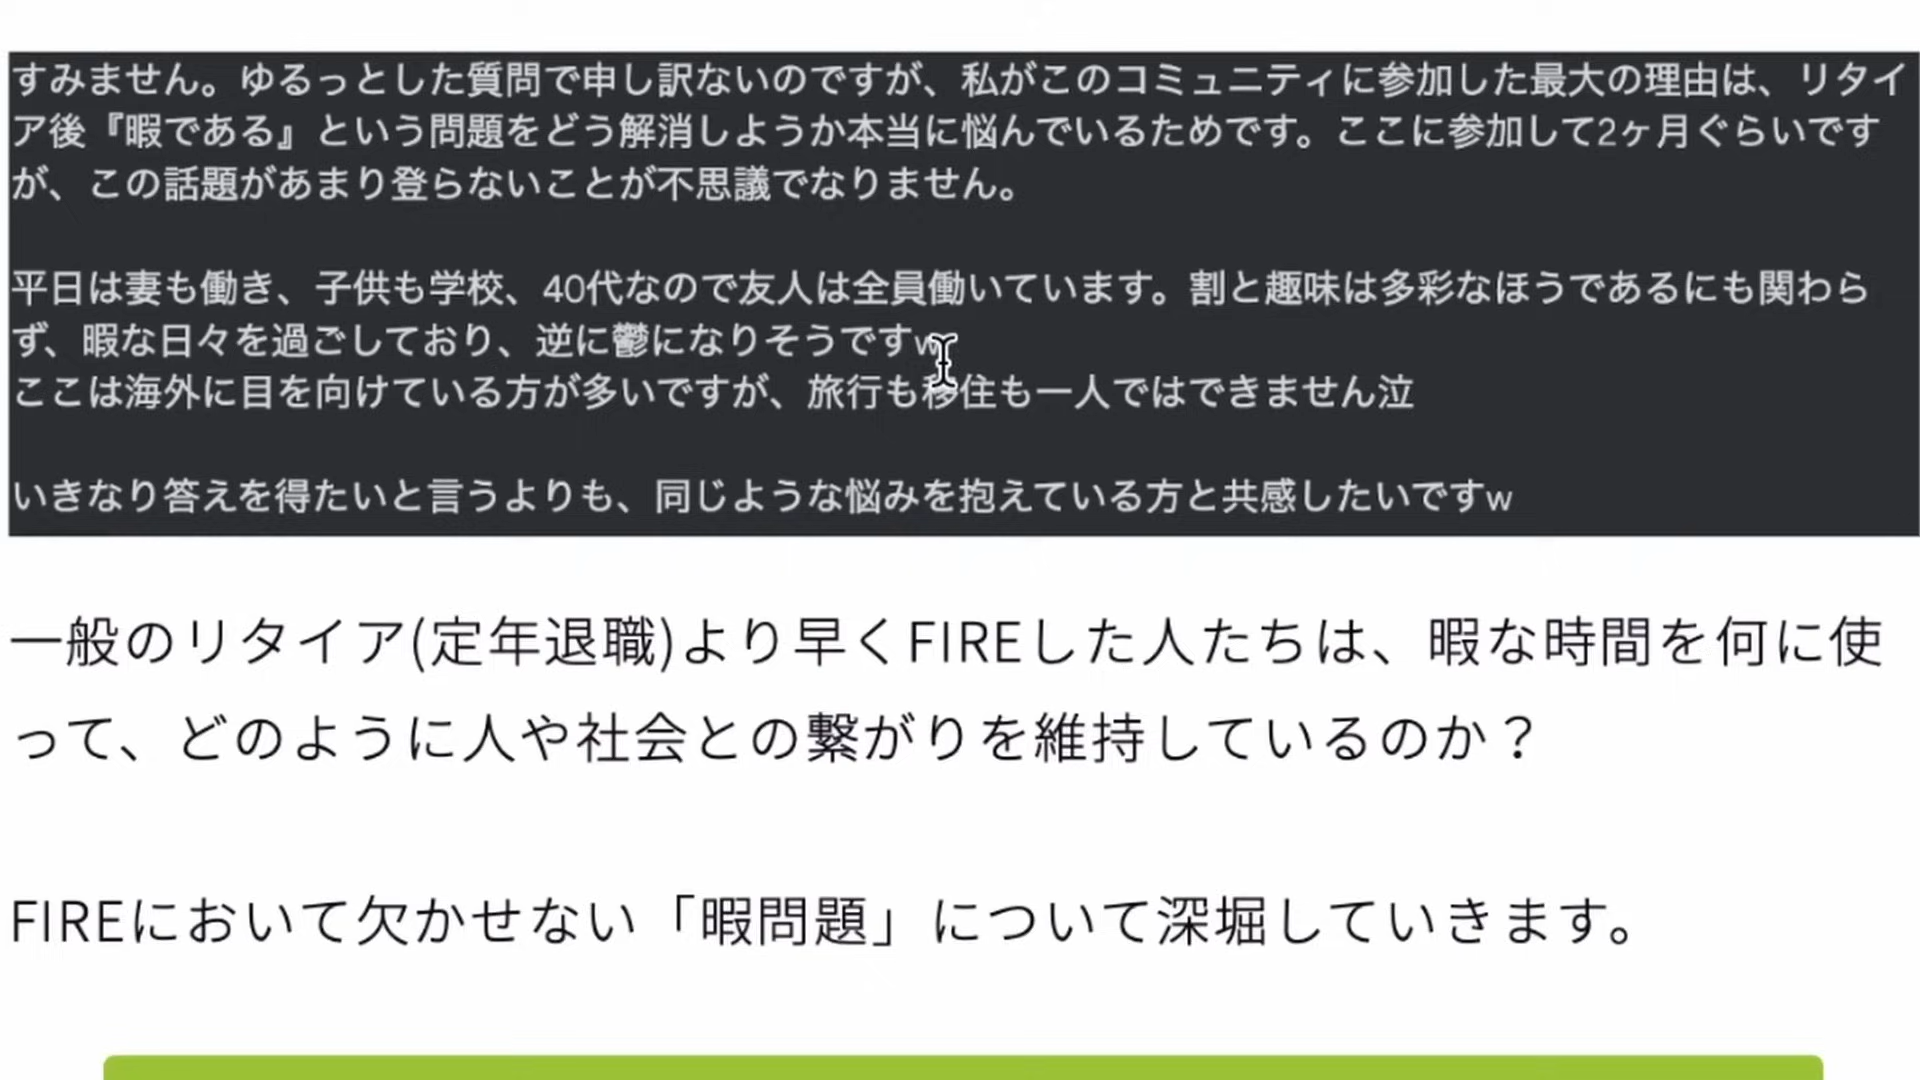 すみません。ゆるっとした質問で申し訳ないのですが、私がこのコミュニティに参加した最大の理由は、リタイ
ア後『暇である』という問題をどう解消しようか本当に悩んでいるためです。ここに参加して2ヶ月ぐらいです
が、この話題があまり登らないことが不思議でなりません。
平日は妻も働き、子供も学校、40代なので友人は全員働いています。割と趣味は多彩なほうであるにも関わら
ず、暇な日々を過ごしており、逆に鬱になりそうですw
ここは海外に目を向けている方が多いですが、旅行も移住も一人ではできません泣
いきなり答えを得たいと言うよりも、同じような悩みを抱えている方と共感したいですw
一般のリタイア(定年退職)より早くFIREした人たちは、暇な時間を何に使
って、どのように人や社会との繋がりを維持しているのか？
FIREにおいて欠かせない「暇問題」について深堀していきます。